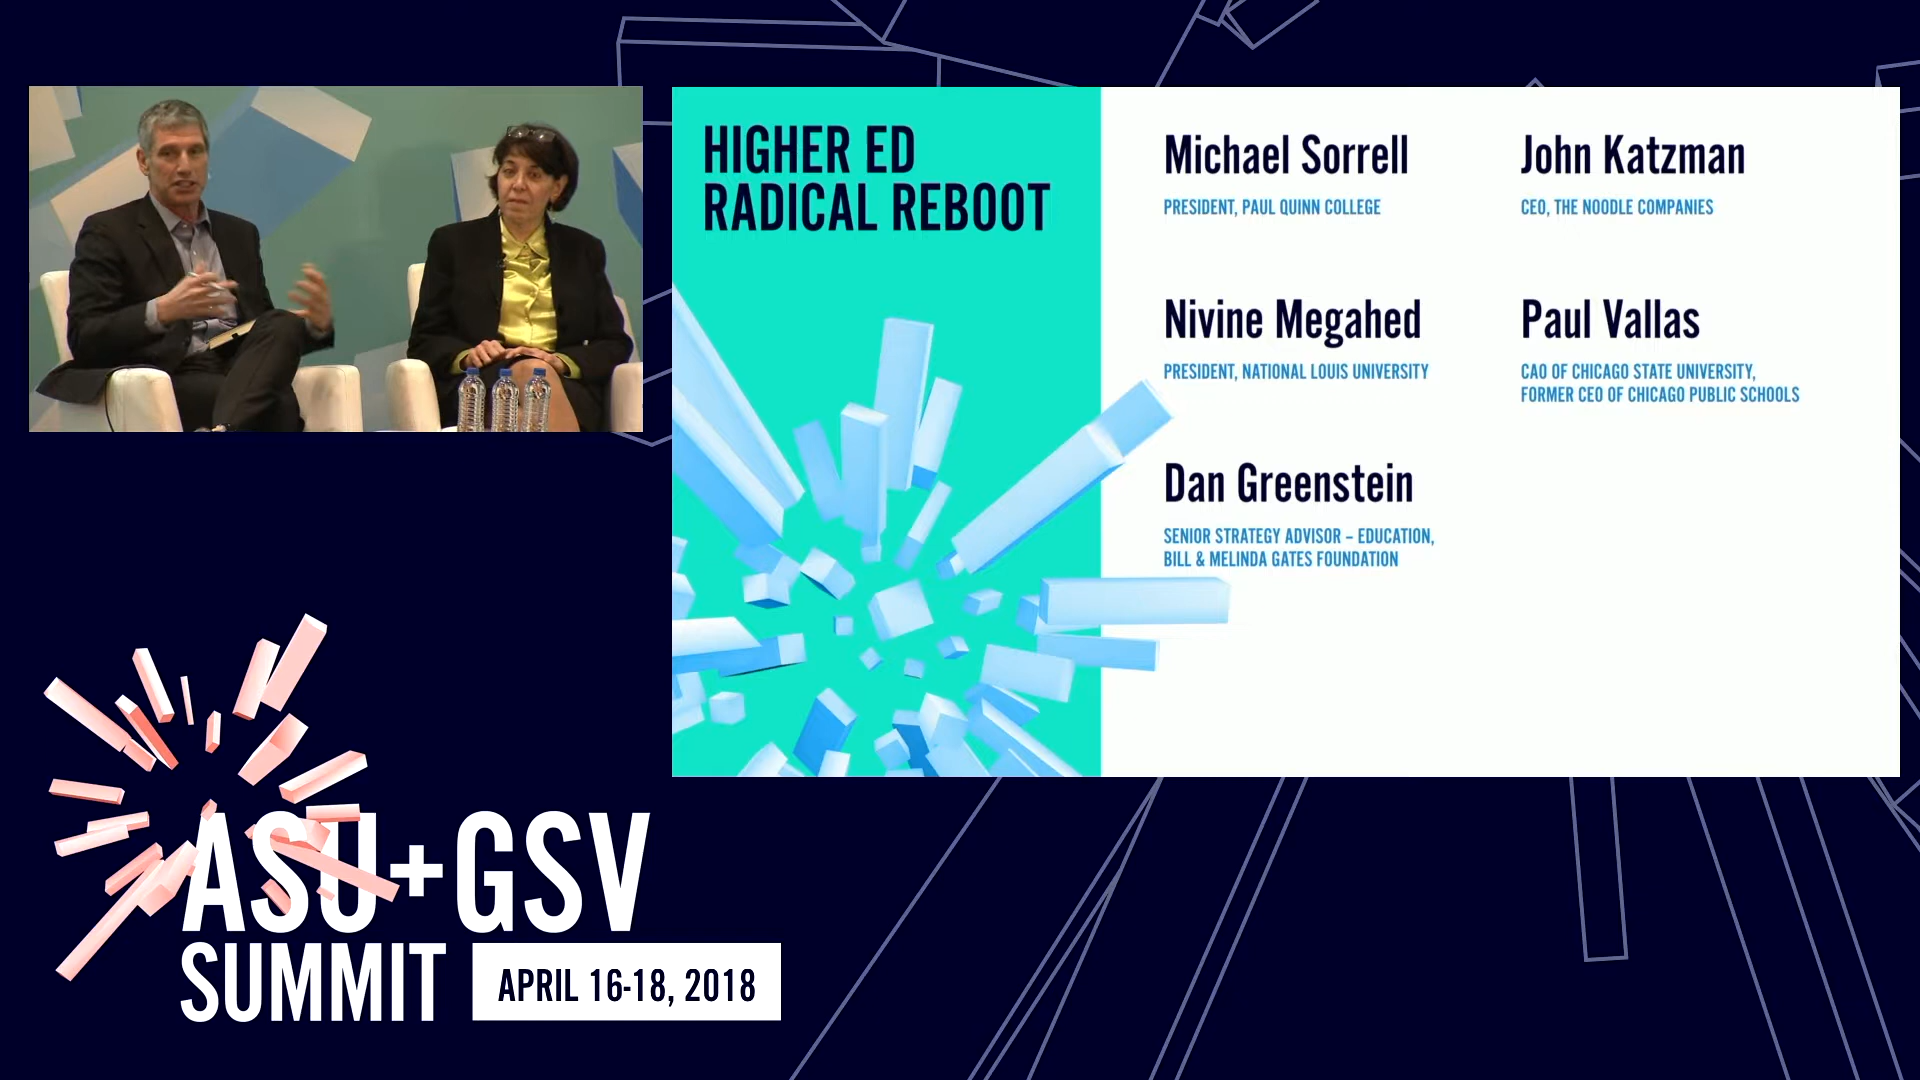 HIGHER ED
RADICAL REBOOT
Michael Sorrell
PRESIDENT, PAUL QUINN COLLEGE
John Katzman
CEO, THE NOODLE COMPANIES
Nivine Megahed
PRESIDENT, NATIONAL LOUIS UNIVERSITY
Paul Vallas
CAO OF CHICAGO STATE UNIVERSITY,
FORMER CEO OF CHICAGO PUBLIC SCHOOLS
Dan Greenstein
SENIOR STRATEGY ADVISOR – EDUCATION,
BILL & MELINDA GATES FOUNDATION
ASU+GSV
SUMMIT
APRIL 16-18, 2018